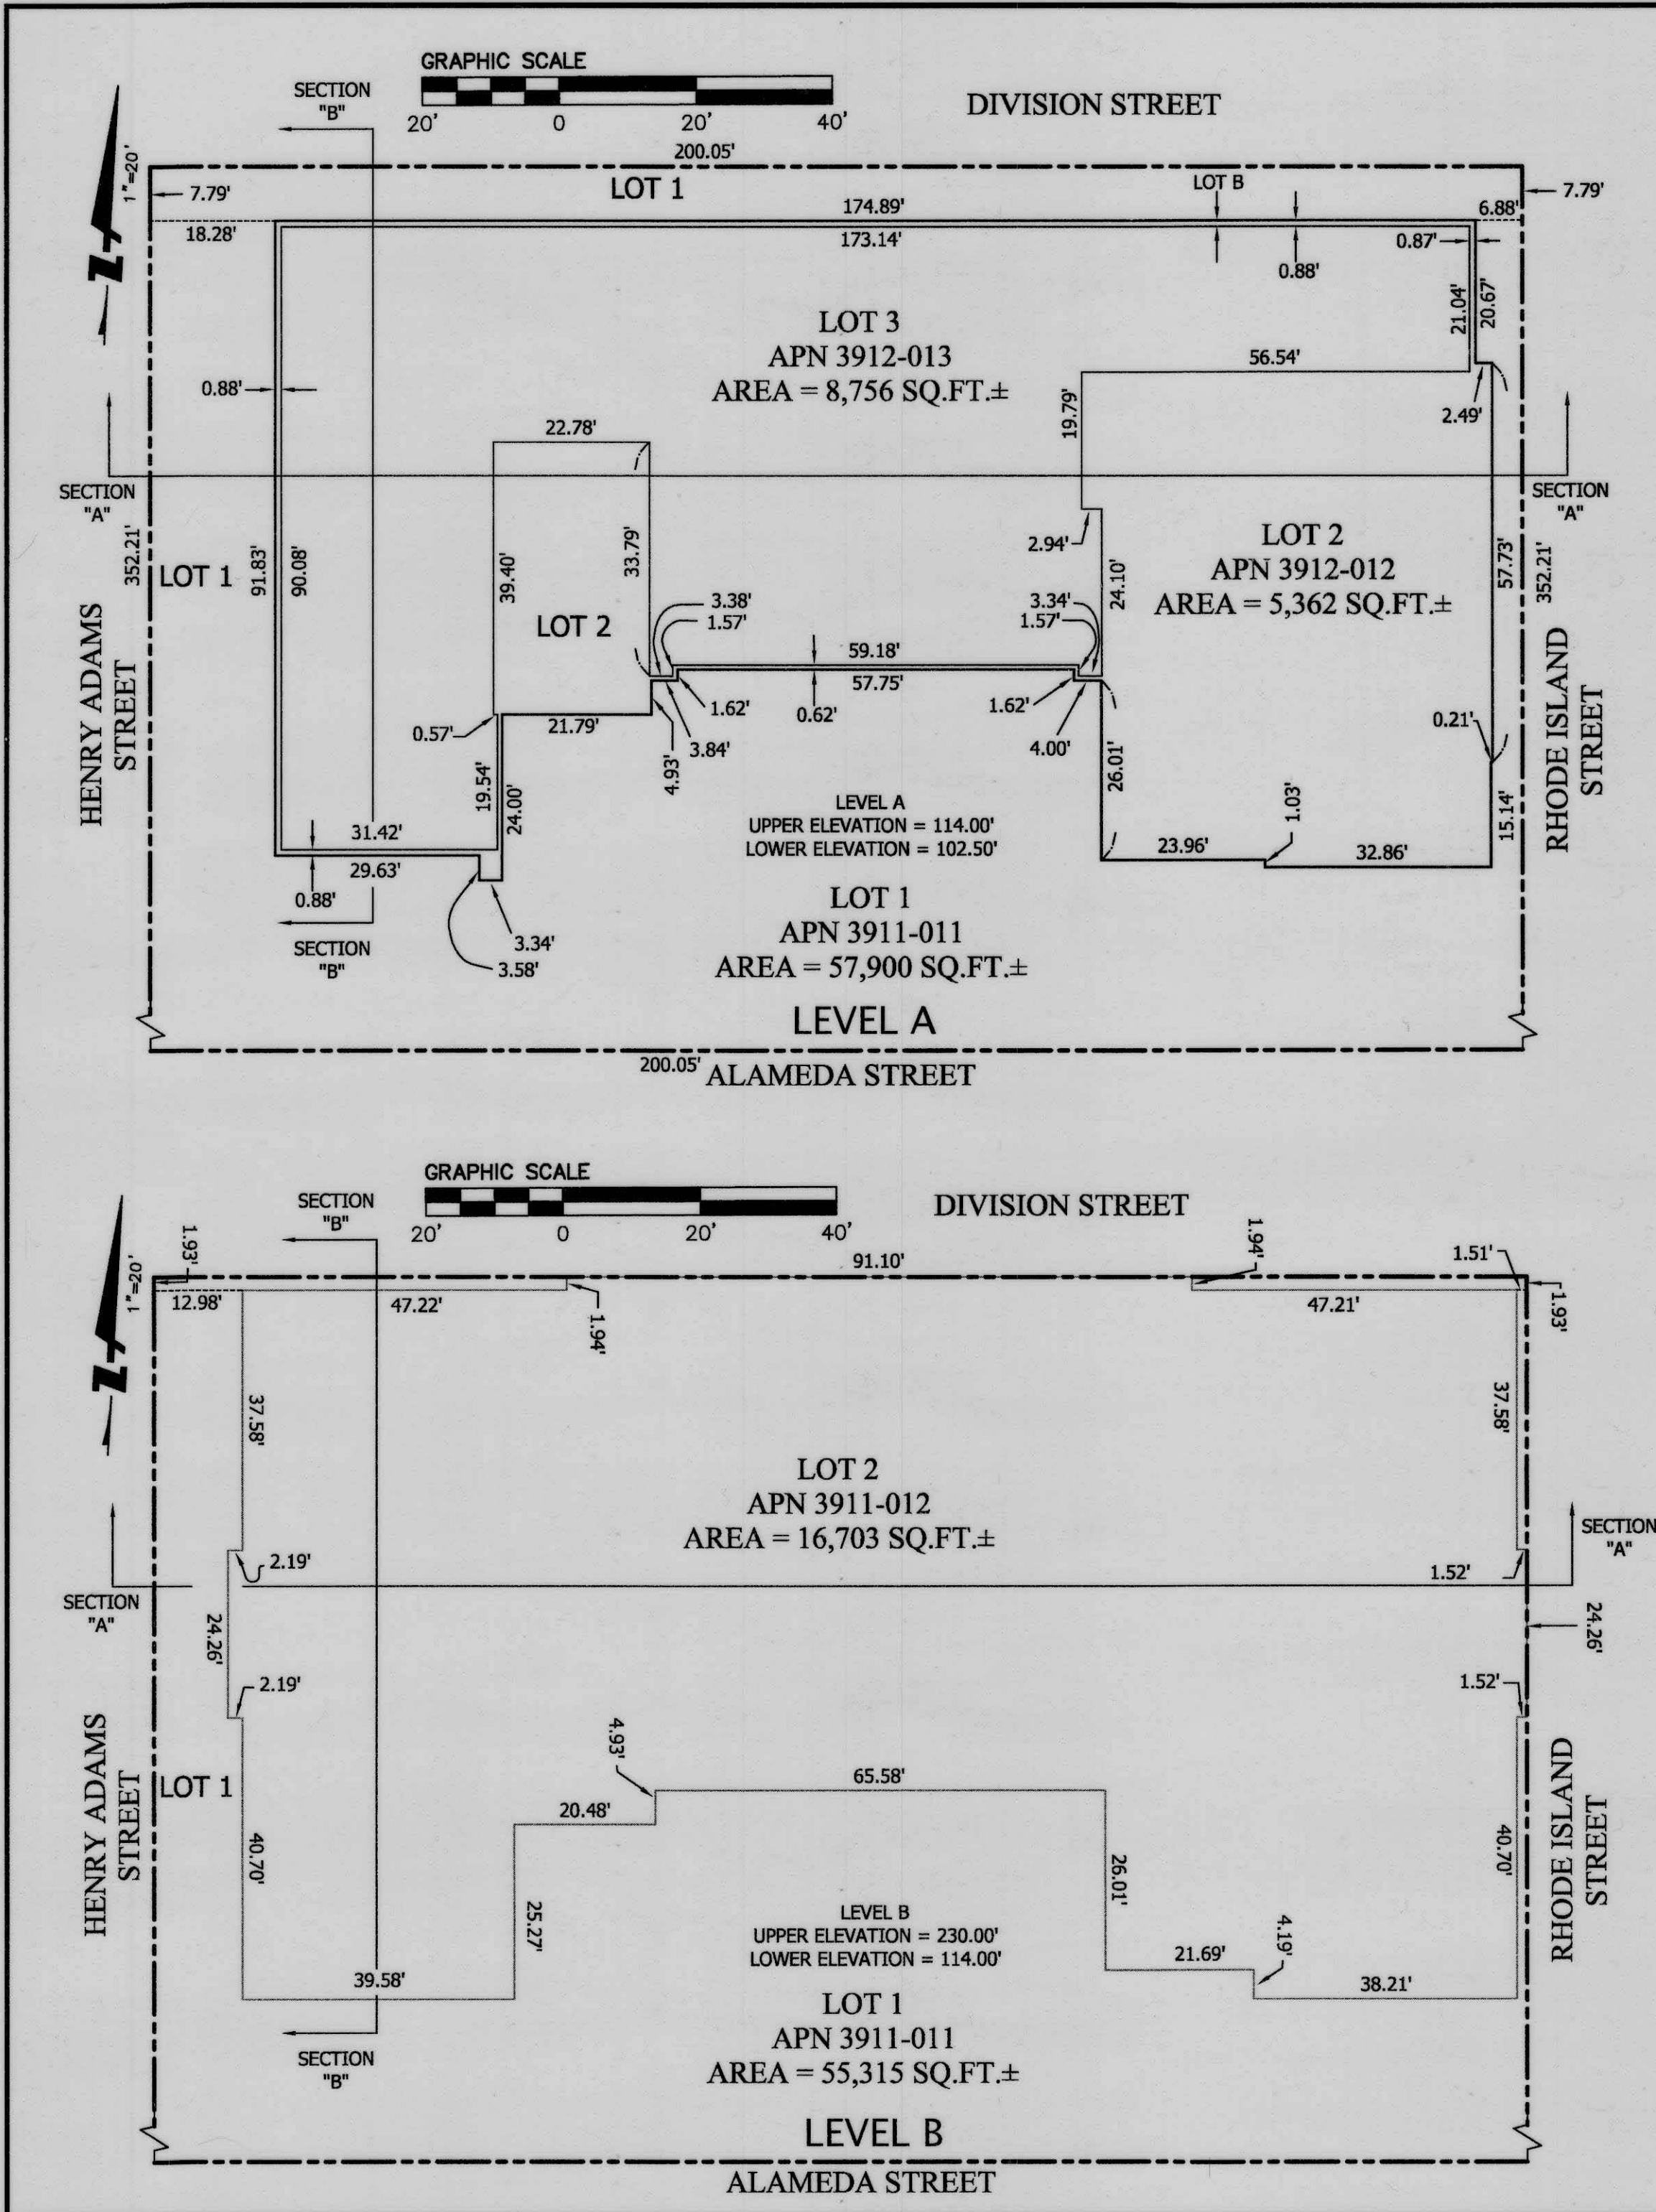 GRAPHIC SCALE
20' 0 20' 40'
SECTION
"B"
DIVISION STREET
1"=20'
200.05'
7.79'
LOT 1
LOT B
7.79'
18.28'
174.89'
6.88'
173.14'
0.87'
0.88'
21.04'
20.67'
LOT 3
APN 3912-013
AREA = 8,756 SQ.FT.±
56.54'
0.88'
19.79'
2.49'
22.78'
SECTION
"A"
SECTION
"A"
352.21'
LOT 1
91.83'
90.08'
39.40'
33.79'
2.94'
24.10'
LOT 2
APN 3912-012
AREA = 5,362 SQ.FT.±
57.73'
352.21'
LOT 2
3.38'
1.57'
3.34'
1.57'
59.18'
57.75'
HENRY ADAMS
STREET
RHODE ISLAND
STREET
1.62'
0.62'
1.62'
0.57'
21.79'
4.93'
3.84'
4.00'
0.21'
19.54'
24.00'
26.01'
LEVEL A
UPPER ELEVATION = 114.00'
LOWER ELEVATION = 102.50'
1.03'
15.14'
31.42'
29.63'
0.88'
23.96'
32.86'
LOT 1
APN 3911-011
AREA = 57,900 SQ.FT.±
3.34'
3.58'
SECTION
"B"
LEVEL A
200.05'
ALAMEDA STREET
GRAPHIC SCALE
20' 0 20' 40'
SECTION
"B"
DIVISION STREET
1"=20'
1.93'
91.10'
1.94'
1.51'
12.98'
47.22'
1.94'
47.21'
1.93'
37.58'
37.58'
LOT 2
APN 3911-012
AREA = 16,703 SQ.FT.±
2.19'
1.52'
SECTION
"A"
SECTION
"A"
24.26'
24.26'
2.19'
1.52'
HENRY ADAMS
STREET
LOT 1
4.93'
65.58'
20.48'
RHODE ISLAND
STREET
40.70'
40.70'
25.27'
26.01'
LEVEL B
UPPER ELEVATION = 230.00'
LOWER ELEVATION = 114.00'
4.19'
39.58'
21.69'
38.21'
LOT 1
APN 3911-011
AREA = 55,315 SQ.FT.±
SECTION
"B"
LEVEL B
ALAMEDA STREET